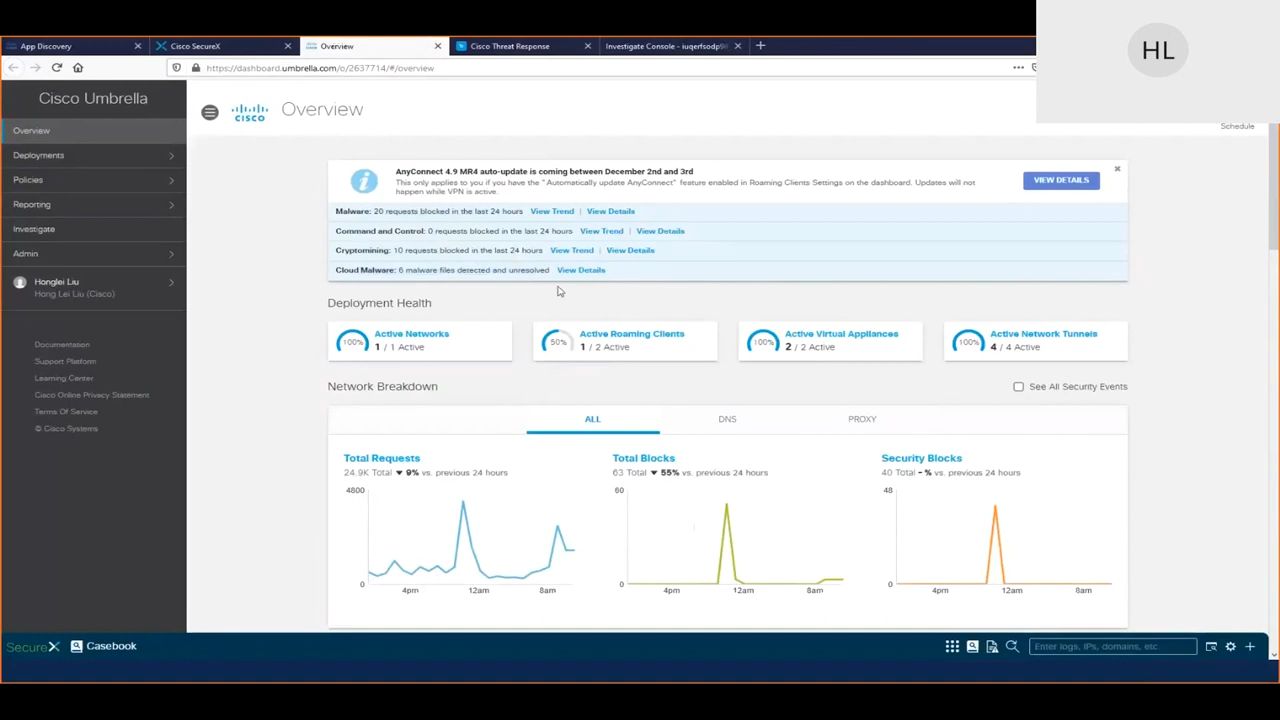 App Discovery
Cisco SecureX
Overview
Cisco Threat Response
Investigate Console - iuqerfsodp9
HL
https://dashboard.umbrella.com/o/2637714/#/overview
Cisco Umbrella
Overview
Deployments
Policies
Reporting
Investigate
Admin
Honglei Liu
Hong Lei Liu (Cisco)
Documentation
Support Platform
Learning Center
Cisco Online Privacy Statement
Terms Of Service
© Cisco Systems
CISCO
Overview
Schedule
AnyConnect 4.9 MR4 auto-update is coming between December 2nd and 3rd
This only applies to you if you have the "Automatically update AnyConnect" feature enabled in Roaming Clients Settings on the dashboard. Updates will not
happen while VPN is active.
VIEW DETAILS
Malware: 20 requests blocked in the last 24 hours View Trend | View Details
Command and Control: 0 requests blocked in the last 24 hours View Trend | View Details
Cryptomining: 10 requests blocked in the last 24 hours View Trend | View Details
Cloud Malware: 6 malware files detected and unresolved View Details
Deployment Health
100%
Active Networks
1 / 1 Active
50%
Active Roaming Clients
1 / 2 Active
100%
Active Virtual Appliances
2 / 2 Active
100%
Active Network Tunnels
4 / 4 Active
Network Breakdown
See All Security Events
ALL
DNS
PROXY
Total Requests
24.9K Total ▼ 9% vs. previous 24 hours
4800
0
4pm
12am
8am
Total Blocks
63 Total ▼ 55% vs. previous 24 hours
60
0
4pm
12am
8am
Security Blocks
40 Total - % vs. previous 24 hours
48
0
4pm
12am
8am
SecureX
Casebook
Enter logs, IPs, domains, etc